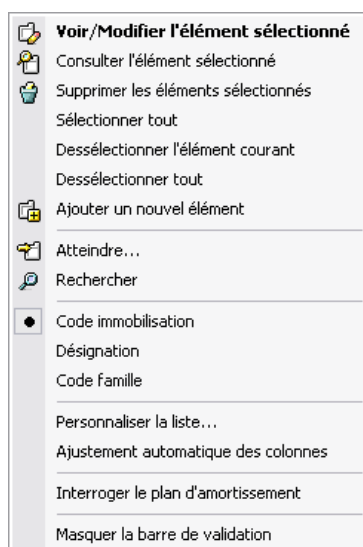 Voir/Modifier l'élément sélectionné
Consulter l'élément sélectionné
Supprimer les éléments sélectionnés
Sélectionner tout
Dessélectionner l'élément courant
Dessélectionner tout
Ajouter un nouvel élément
Atteindre...
Rechercher
Code immobilisation
Désignation
Code famille
Personnaliser la liste...
Ajustement automatique des colonnes
Interroger le plan d'amortissement
Masquer la barre de validation